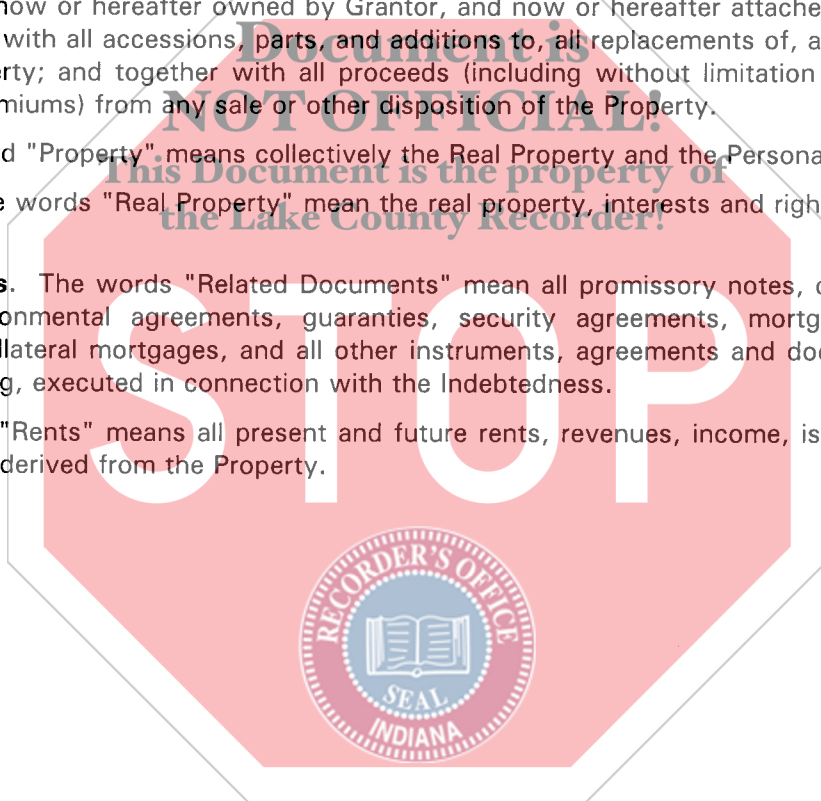 now or hereafter owned by Grantor, and now or hereafter attache
with all accessions, parts, and additions to, all replacements of, a
rty; and together with all proceeds (including without limitation
miums) from any sale or other disposition of the Property.
d "Property" means collectively the Real Property and the Persona
e words "Real Property" mean the real property, interests and righ
s. The words "Related Documents" mean all promissory notes, c
onmental agreements, guaranties, security agreements, mortg
llateral mortgages, and all other instruments, agreements and doc
g, executed in connection with the Indebtedness.
"Rents" means all present and future rents, revenues, income, is
derived from the Property.
Document is
NOT OFFICIAL!
This Document is the property of
the Lake County Recorder!
STOP
RECORDER'S OFFICE
SEAL
INDIANA